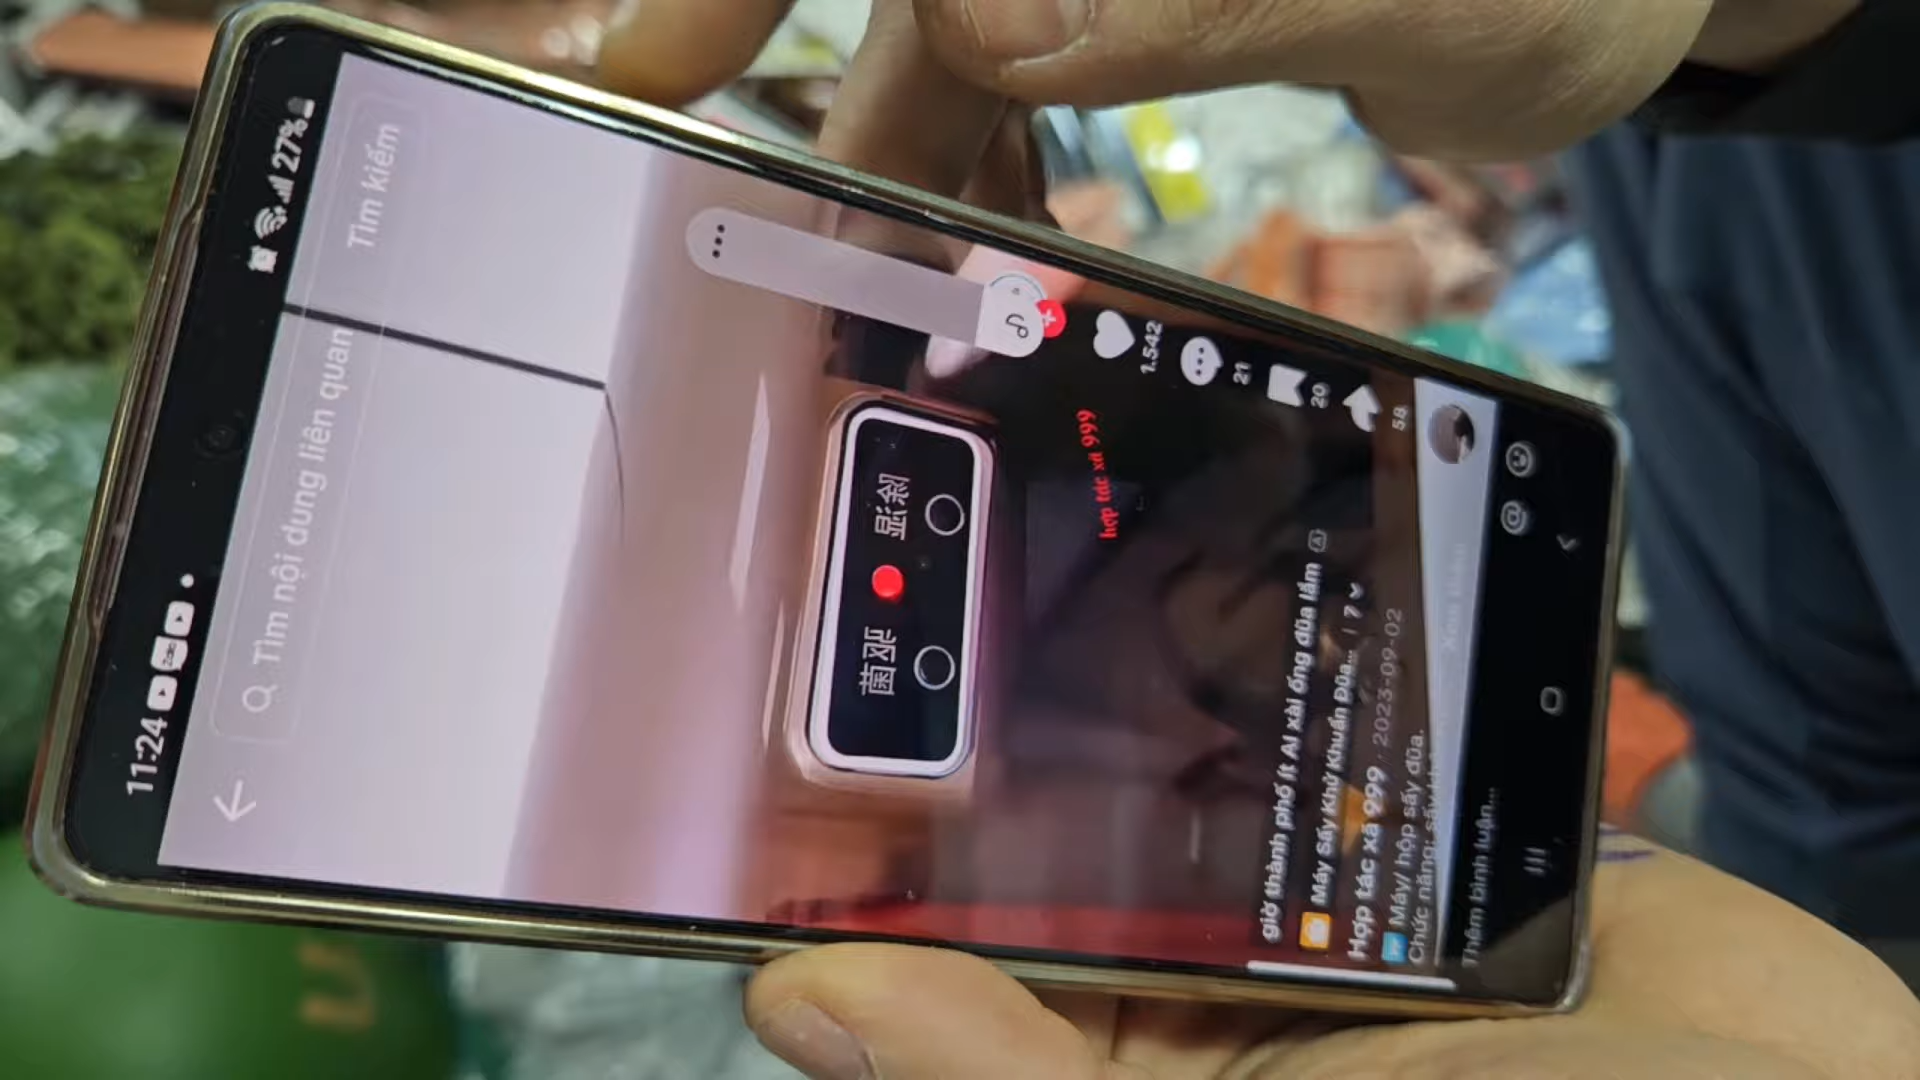 11:24
27%
Tìm nội dung liên quan
Tìm kiếm
hợp tác xã 999
1.542
21
20
58
giờ thành phố ít Ai xài ống đũa lắm
Máy Sấy Khử Khuẩn Đũa... | 7
Hợp tác xã 999 · 2023-09-02
Máy/ hộp sấy đũa.
Chức năng: sấy
Thêm bình luận...